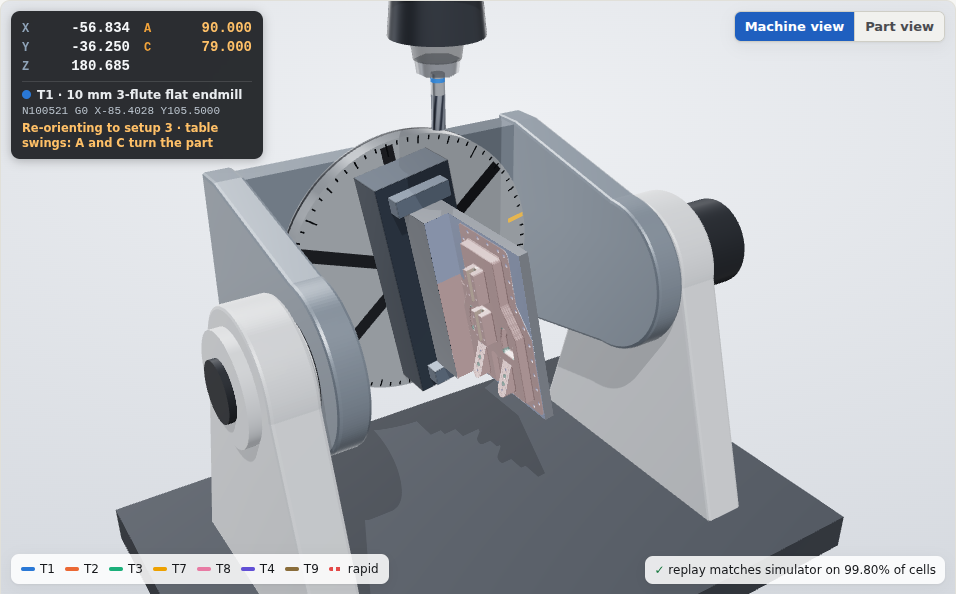 X -56.834 A 90.000
Y -36.250 C 79.000
Z 180.685
T1 · 10 mm 3-flute flat endmill
N100521 G0 X-85.4028 Y105.5000
Re-orienting to setup 3 · table
swings: A and C turn the part
Machine view Part view
T1 T2 T3 T7 T8 T4 T9 rapid
✓ replay matches simulator on 99.80% of cells